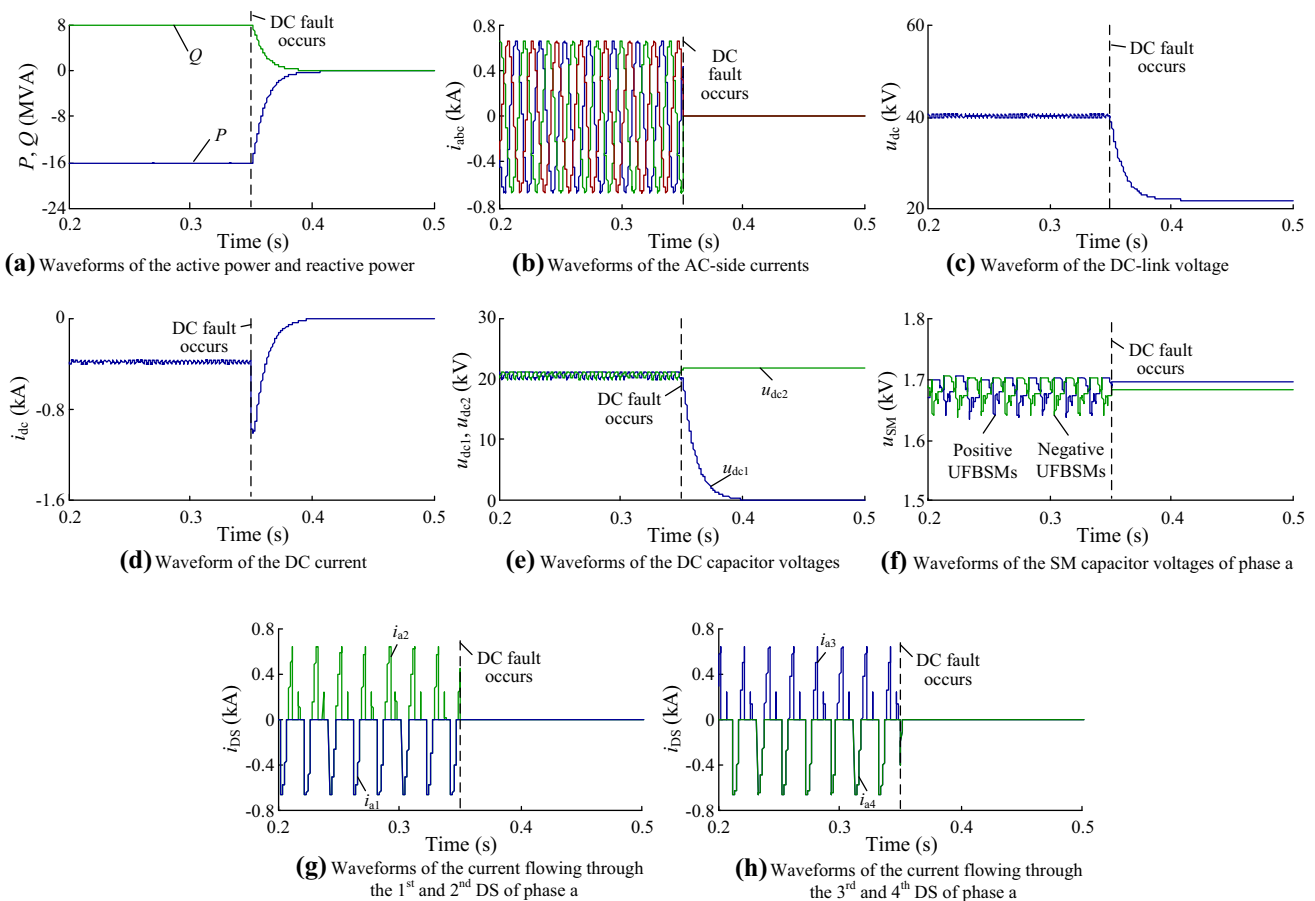 8
0
-8
-16
-24
P, Q (MVA)
DC fault
occurs
Q
P
0.2
0.3
0.4
0.5
Time (s)
(a) Waveforms of the active power and reactive power
0.8
0.4
0
-0.4
-0.8
iabc (kA)
DC
fault
occurs
0.2
0.3
0.4
0.5
Time (s)
(b) Waveforms of the AC-side currents
60
40
20
udc (kV)
DC fault
occurs
0.2
0.3
0.4
0.5
Time (s)
(c) Waveform of the DC-link voltage
0
-0.8
-1.6
idc (kA)
DC fault
occurs
0.2
0.3
0.4
0.5
Time (s)
(d) Waveform of the DC current
30
20
10
0
udc1, udc2 (kV)
DC fault
occurs
udc2
udc1
0.2
0.3
0.4
0.5
Time (s)
(e) Waveforms of the DC capacitor voltages
1.8
1.7
1.6
1.5
uSM (kV)
DC fault
occurs
Positive
UFBSMs
Negative
UFBSMs
0.2
0.3
0.4
0.5
Time (s)
(f) Waveforms of the SM capacitor voltages of phase a
0.8
0.4
0
-0.4
-0.8
iDS (kA)
ia2
DC fault
occurs
ia1
0.2
0.3
0.4
0.5
Time (s)
(g) Waveforms of the current flowing through
the 1st and 2nd DS of phase a
0.8
0.4
0
-0.4
-0.8
iDS (kA)
ia3
DC fault
occurs
ia4
0.2
0.3
0.4
0.5
Time (s)
(h) Waveforms of the current flowing through
the 3rd and 4th DS of phase a